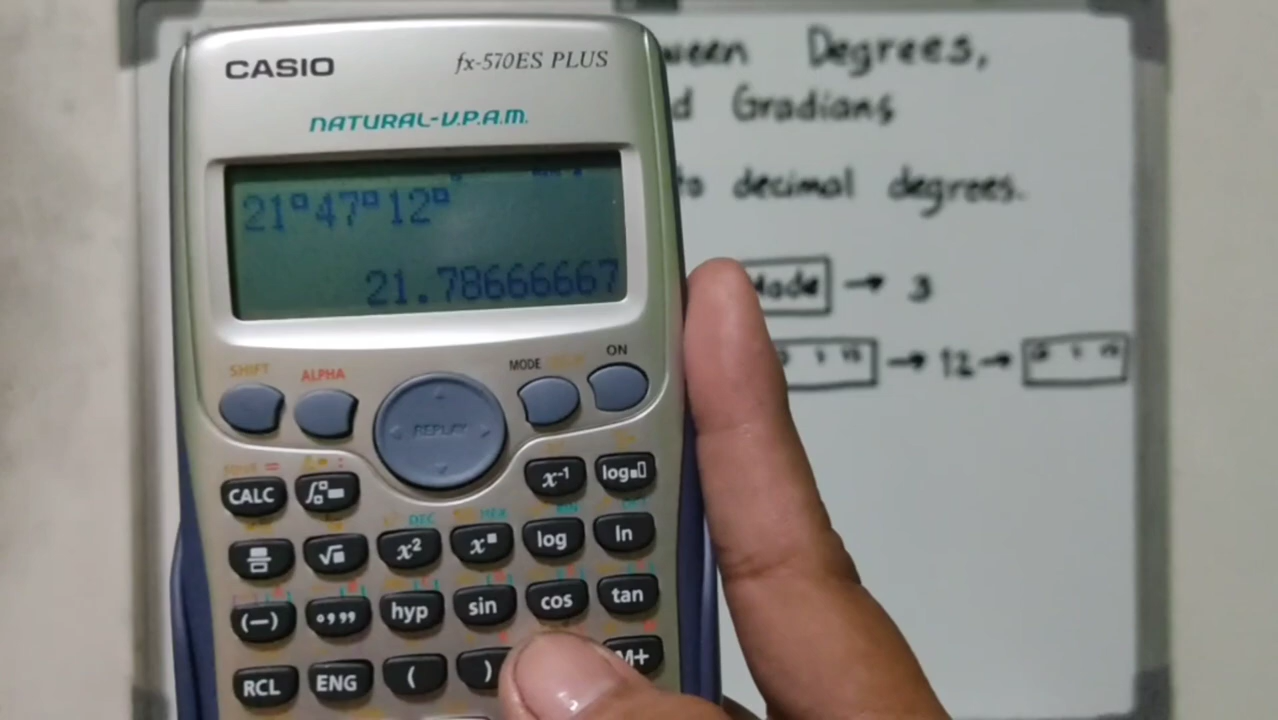 CASIO
fx-570ES PLUS
NATURAL-V.P.A.M.
21°47°12°
21.78666667
ween Degrees,
d Gradians
to decimal degrees.
Mode → 3
→ 12 →
SHIFT
ALPHA
MODE
ON
REPLAY
SOLVE = :
CALC
x⁻¹
log
x²
x
log
ln
(−)
hyp
sin
cos
tan
RCL
ENG
(
)
M+